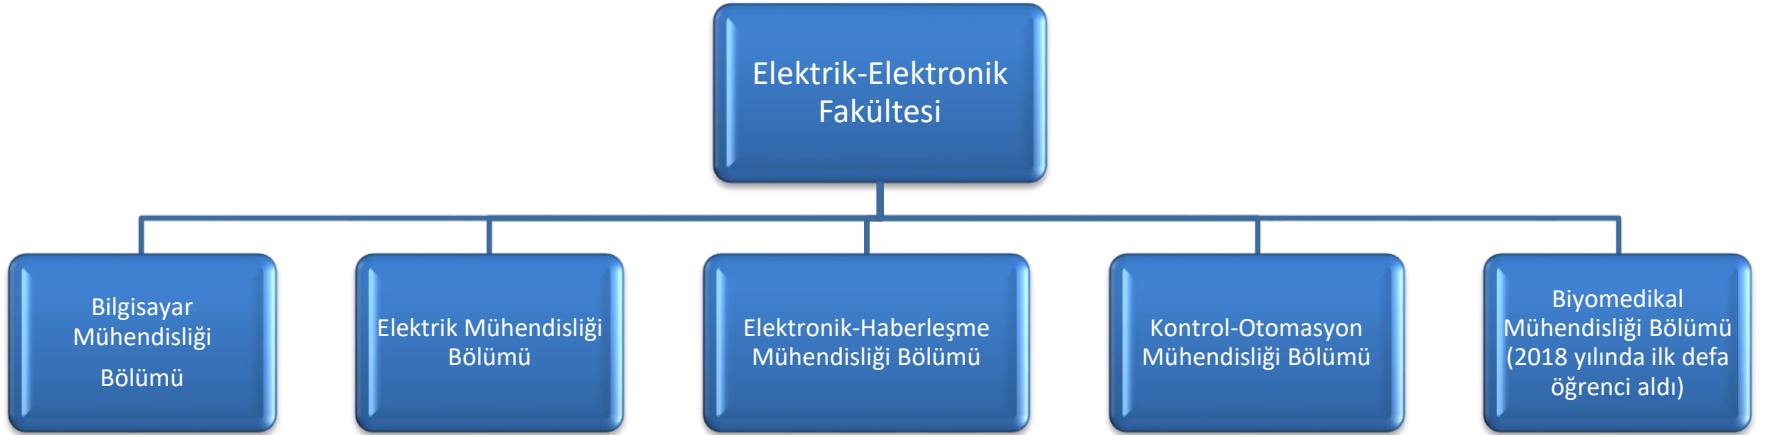 Elektrik-Elektronik
Fakültesi
Bilgisayar
Mühendisliği
Bölümü
Elektrik Mühendisliği
Bölümü
Elektronik-Haberleşme
Mühendisliği Bölümü
Kontrol-Otomasyon
Mühendisliği Bölümü
Biyomedikal
Mühendisliği Bölümü
(2018 yılında ilk defa
öğrenci aldı)